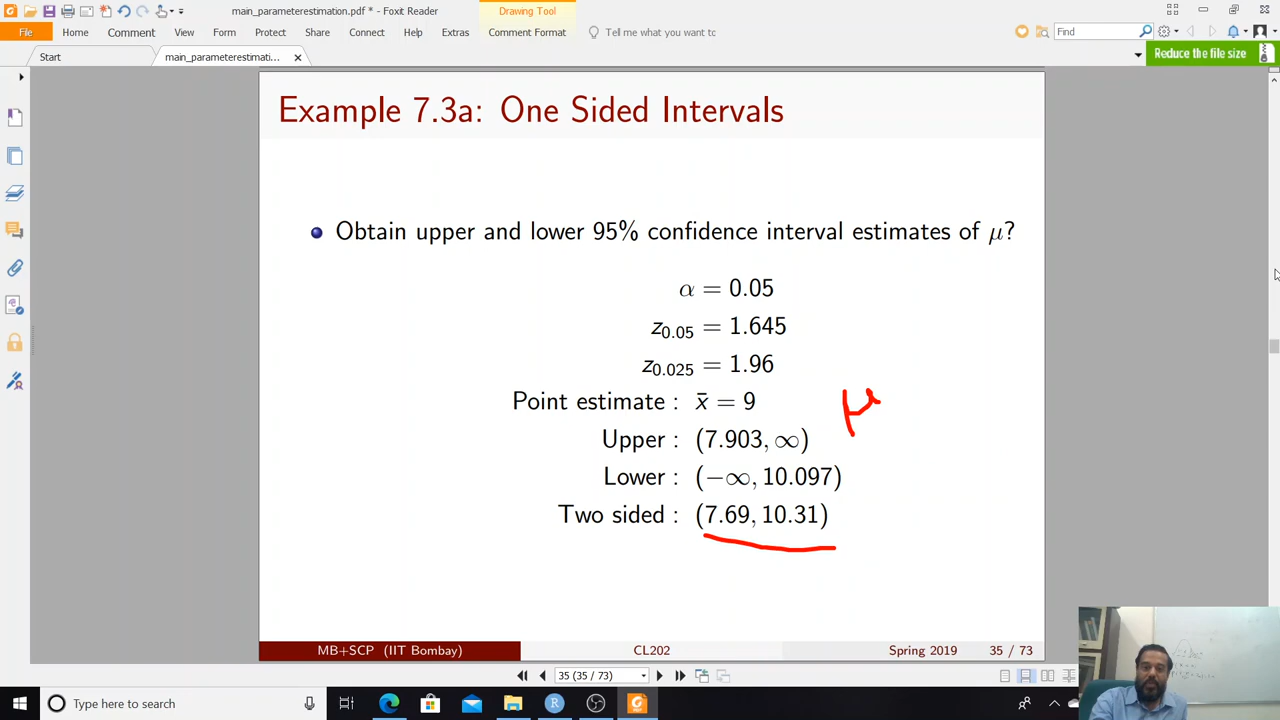 main_parameterestimation.pdf * - Foxit Reader
Drawing Tool
File
Home
Comment
View
Form
Protect
Share
Connect
Help
Extras
Comment Format
Tell me what you want to
Find
Start
main_parameterestimati...
Reduce the file size
Example 7.3a: One Sided Intervals
Obtain upper and lower 95% confidence interval estimates of μ?
α = 0.05
z0.05 = 1.645
z0.025 = 1.96
Point estimate : x̄ = 9
μ
Upper : (7.903, ∞)
Lower : (−∞, 10.097)
Two sided : (7.69, 10.31)
MB+SCP (IIT Bombay) CL202 Spring 2019 35 / 73
35 (35 / 73)
Type here to search